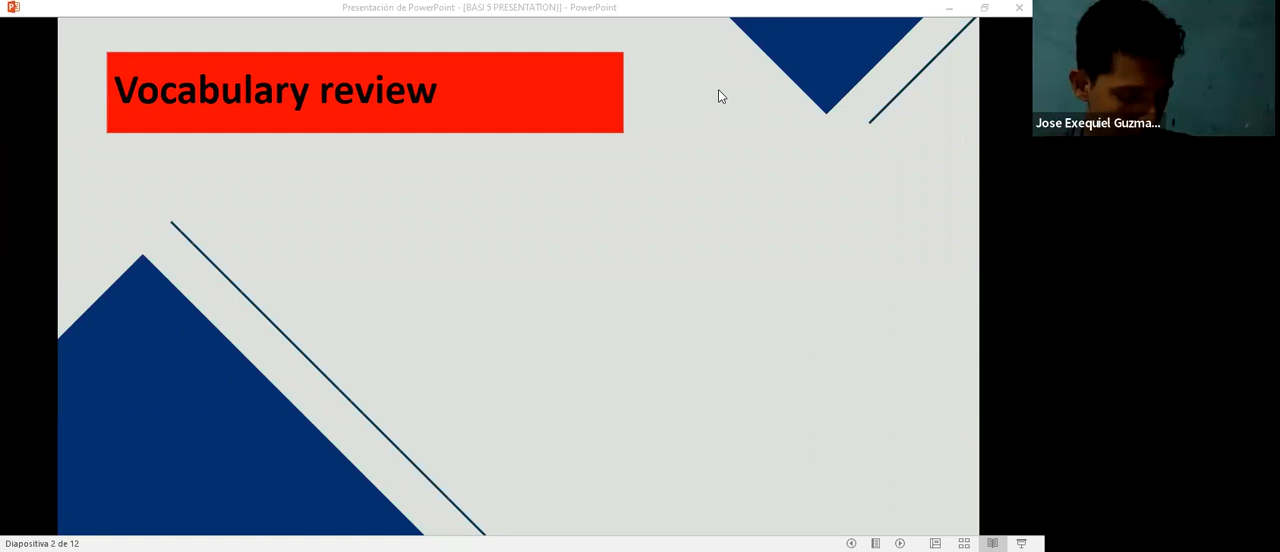 Presentación de PowerPoint - [BASI 5 PRESENTATION)] - PowerPoint
Vocabulary review
Jose Exequiel Guzma...
Diapositiva 2 de 12